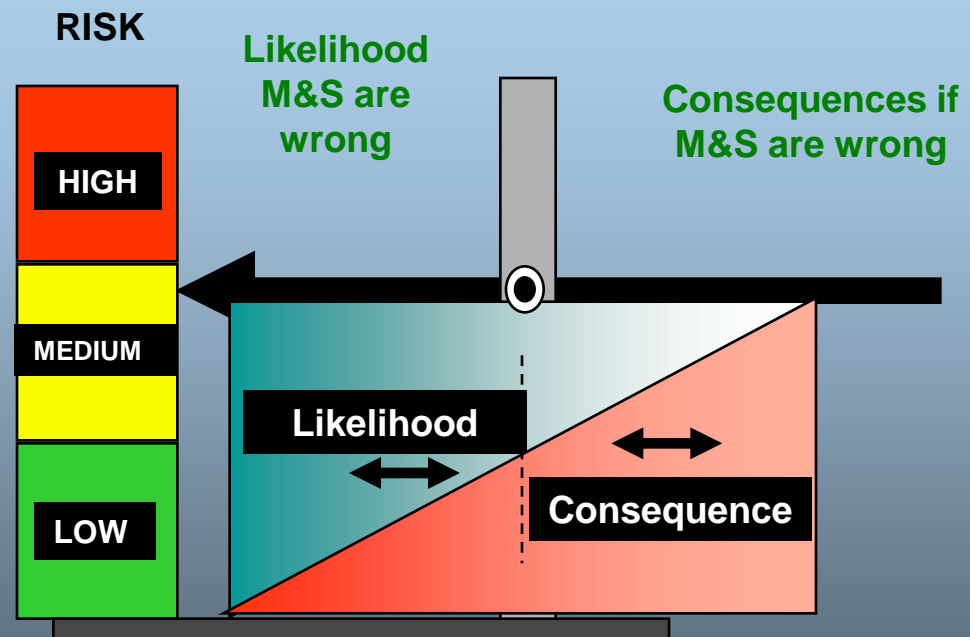 RISK
Likelihood
M&S are
wrong
Consequences if
M&S are wrong
HIGH
MEDIUM
LOW
Likelihood
Consequence